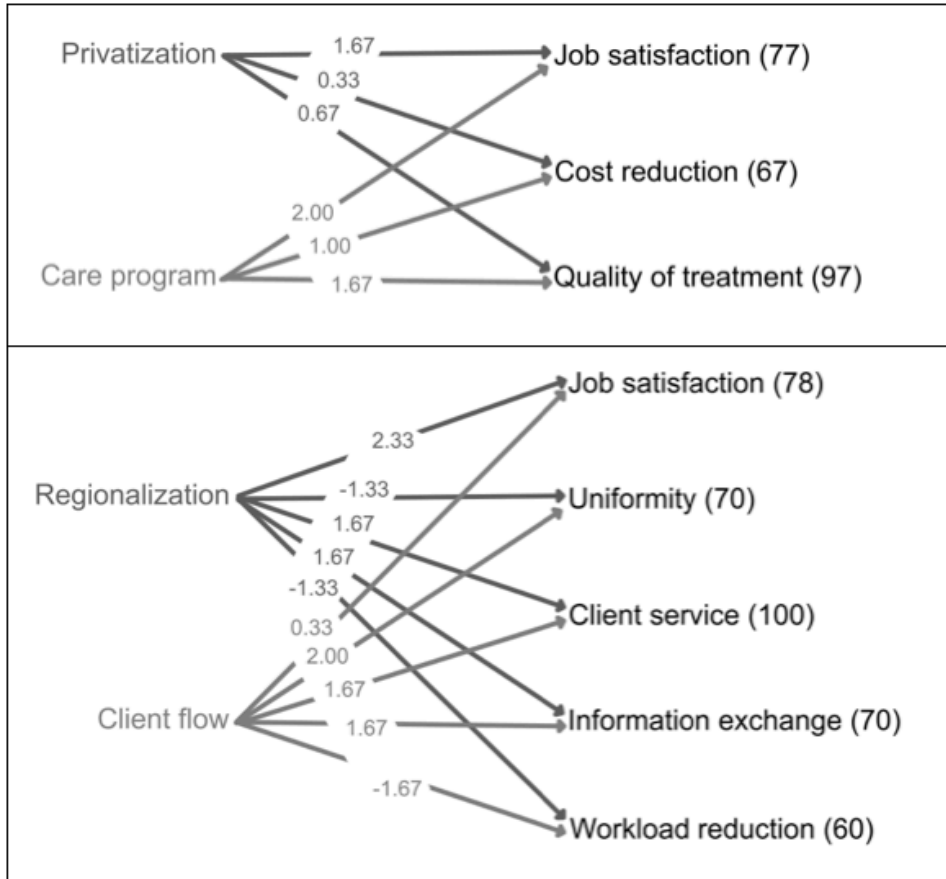 Privatization
1.67
Job satisfaction (77)
0.33
0.67
Cost reduction (67)
2.00
1.00
Care program
1.67
Quality of treatment (97)
Job satisfaction (78)
2.33
Regionalization
-1.33
Uniformity (70)
1.67
1.67
-1.33
Client service (100)
0.33
2.00
1.67
Client flow
1.67
Information exchange (70)
-1.67
Workload reduction (60)